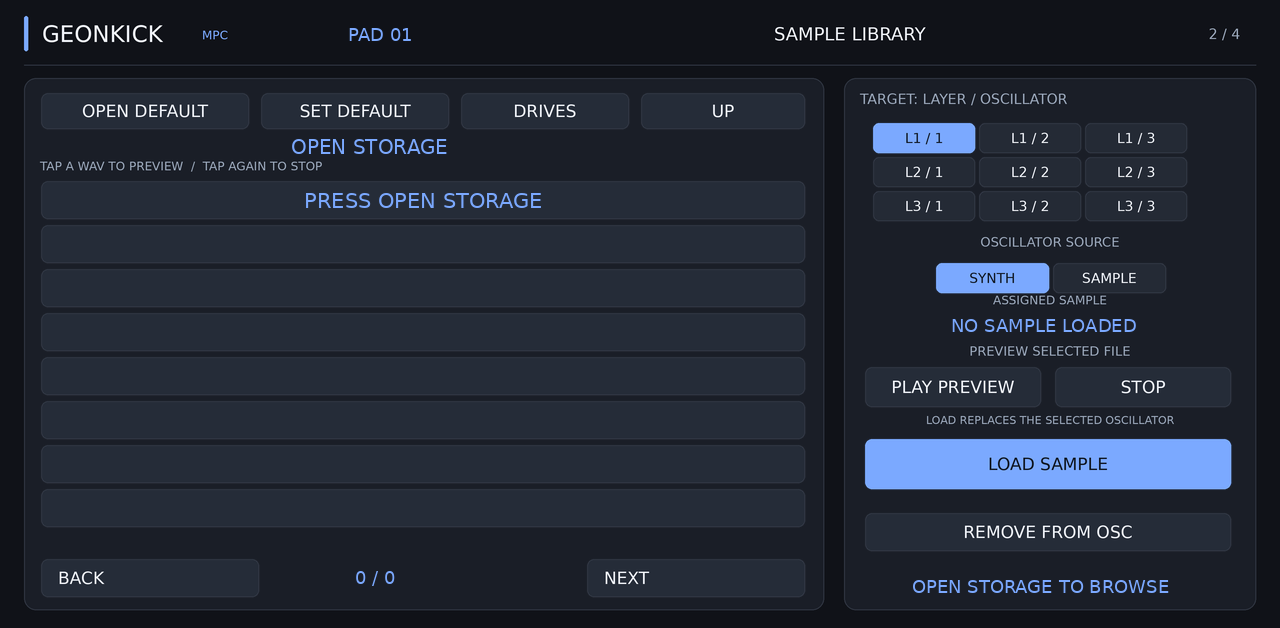 GEONKICK MPC PAD 01 SAMPLE LIBRARY 2 / 4
OPEN DEFAULT SET DEFAULT DRIVES UP
OPEN STORAGE
TAP A WAV TO PREVIEW / TAP AGAIN TO STOP
PRESS OPEN STORAGE
BACK 0 / 0 NEXT
TARGET: LAYER / OSCILLATOR
L1 / 1 L1 / 2 L1 / 3
L2 / 1 L2 / 2 L2 / 3
L3 / 1 L3 / 2 L3 / 3
OSCILLATOR SOURCE
SYNTH SAMPLE
ASSIGNED SAMPLE
NO SAMPLE LOADED
PREVIEW SELECTED FILE
PLAY PREVIEW STOP
LOAD REPLACES THE SELECTED OSCILLATOR
LOAD SAMPLE
REMOVE FROM OSC
OPEN STORAGE TO BROWSE